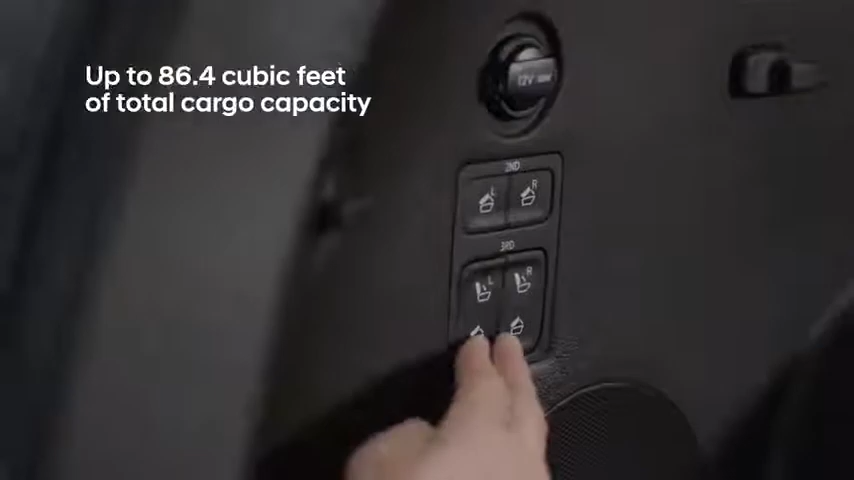 Up to 86.4 cubic feet
of total cargo capacity
12V
2ND
L R
3RD
L R